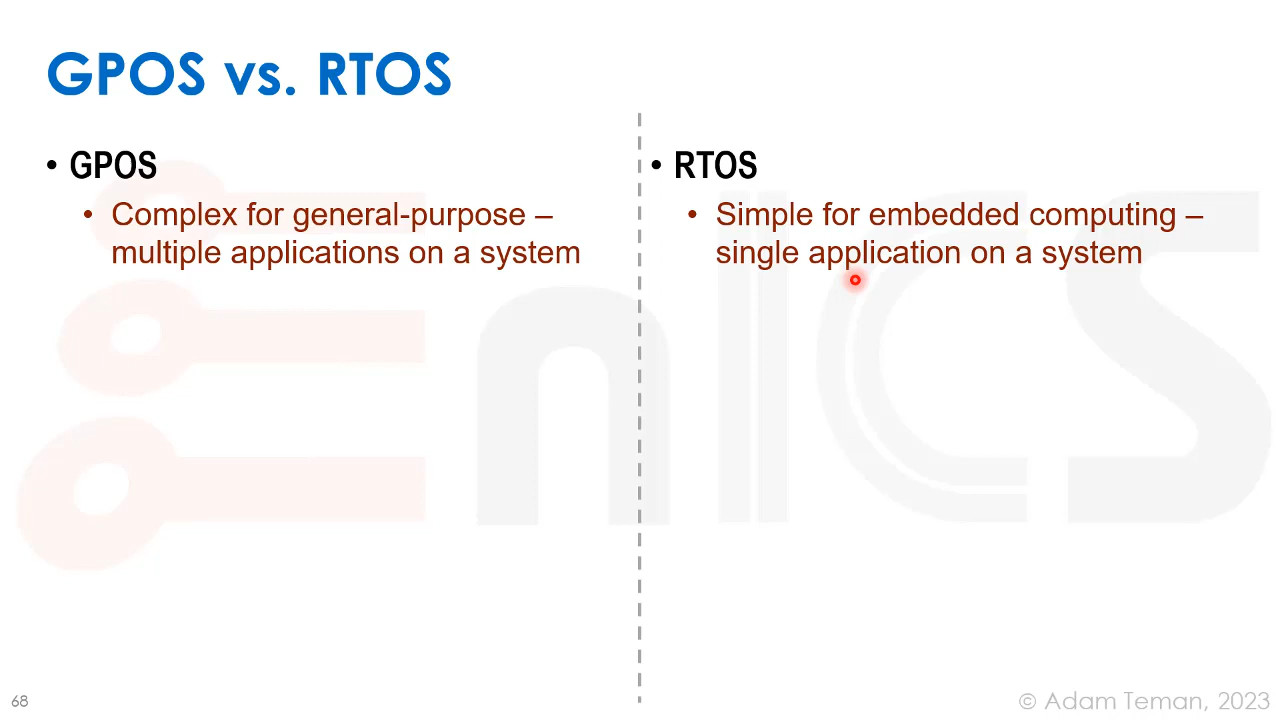 GPOS vs. RTOS
• GPOS
• Complex for general-purpose –
multiple applications on a system
• RTOS
• Simple for embedded computing –
single application on a system
enICS
68
© Adam Teman, 2023